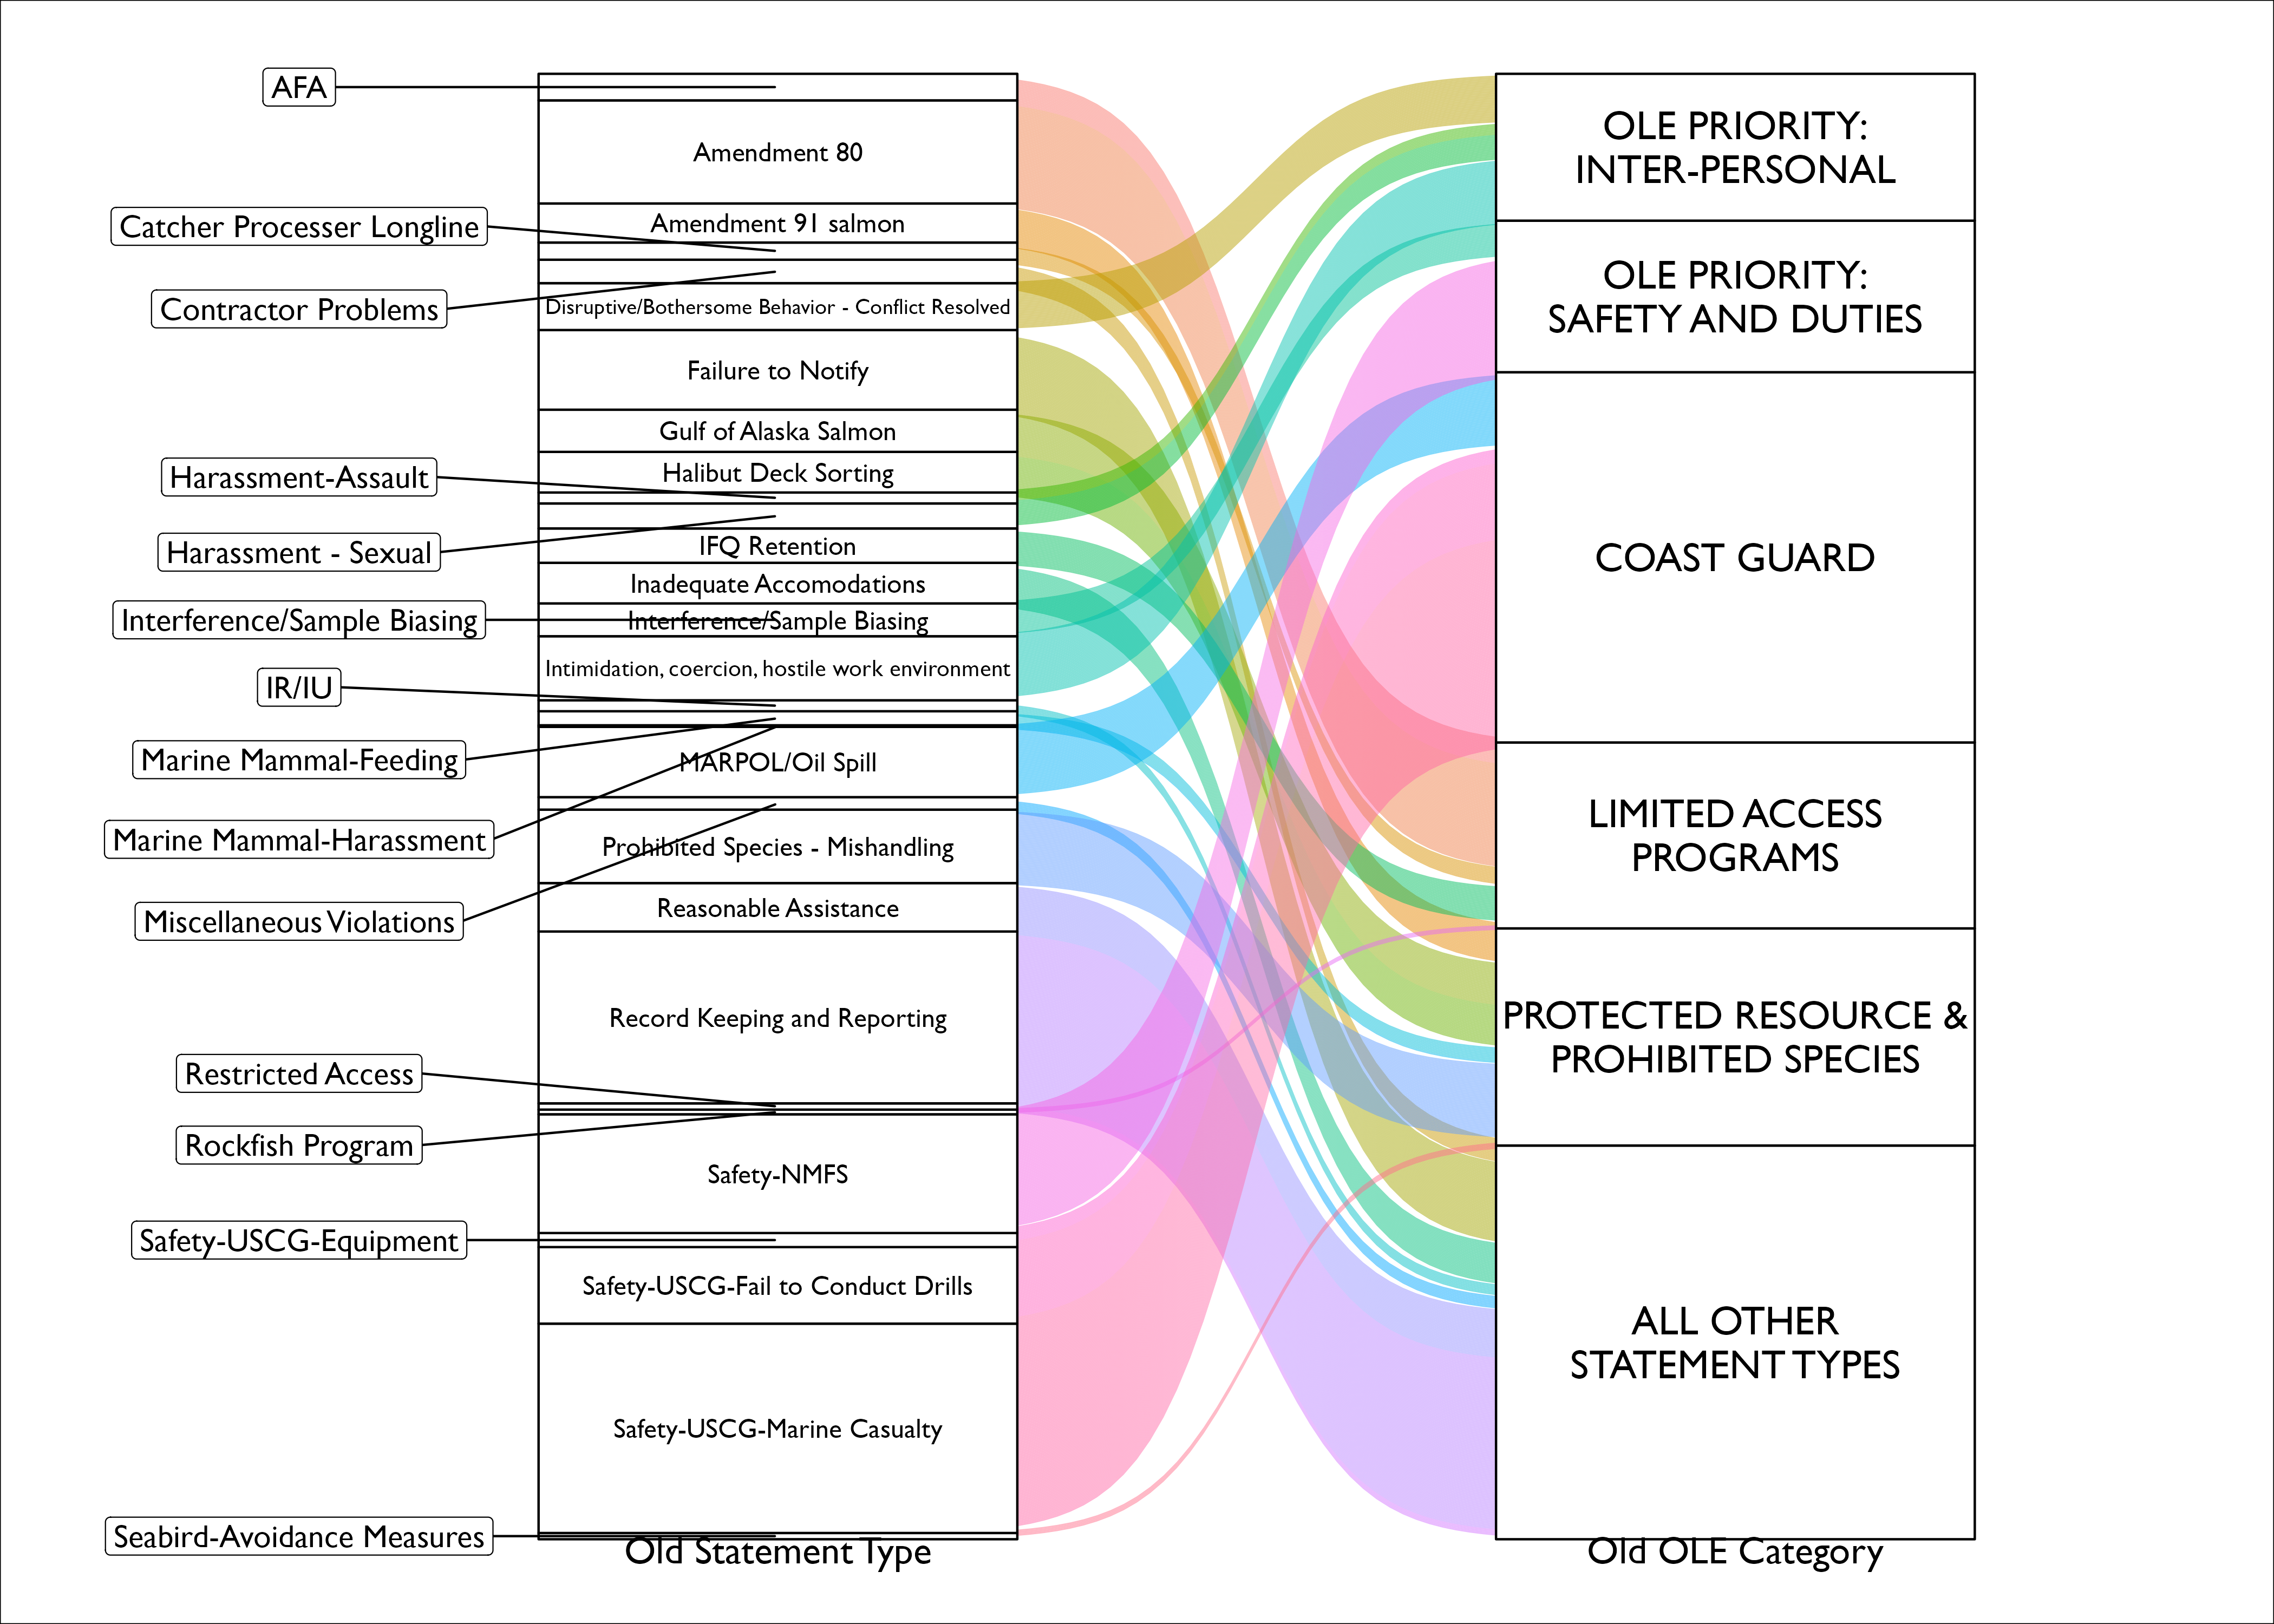 AFA
Amendment 80
Amendment 91 salmon
Catcher Processer Longline
Contractor Problems
Disruptive/Bothersome Behavior - Conflict Resolved
Failure to Notify
Gulf of Alaska Salmon
Halibut Deck Sorting
Harassment-Assault
Harassment - Sexual
IFQ Retention
Inadequate Accomodations
Interference/Sample Biasing
Interference/Sample Biasing
Intimidation, coercion, hostile work environment
IR/IU
Marine Mammal-Feeding
Marine Mammal-Harassment
MARPOL/Oil Spill
Miscellaneous Violations
Prohibited Species - Mishandling
Reasonable Assistance
Record Keeping and Reporting
Restricted Access
Rockfish Program
Safety-NMFS
Safety-USCG-Equipment
Safety-USCG-Fail to Conduct Drills
Safety-USCG-Marine Casualty
Seabird-Avoidance Measures
Old Statement Type
OLE PRIORITY:
INTER-PERSONAL
OLE PRIORITY:
SAFETY AND DUTIES
COAST GUARD
LIMITED ACCESS
PROGRAMS
PROTECTED RESOURCE &
PROHIBITED SPECIES
ALL OTHER
STATEMENT TYPES
Old OLE Category